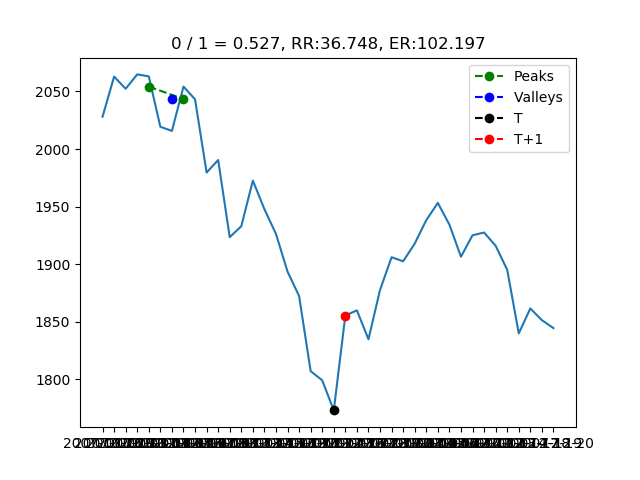 0 / 1 = 0.527, RR:36.748, ER:102.197
Peaks
Valleys
T
T+1
2050
2000
1950
1900
1850
1800